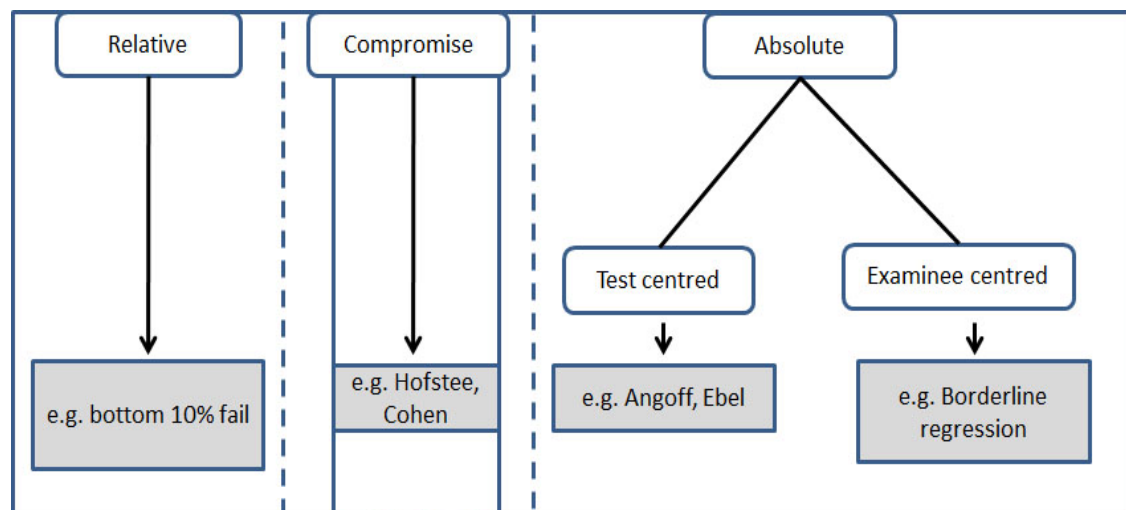 Relative
Compromise
Absolute
Test centred
Examinee centred
e.g. bottom 10% fail
e.g. Hofstee,
Cohen
e.g. Angoff, Ebel
e.g. Borderline
regression